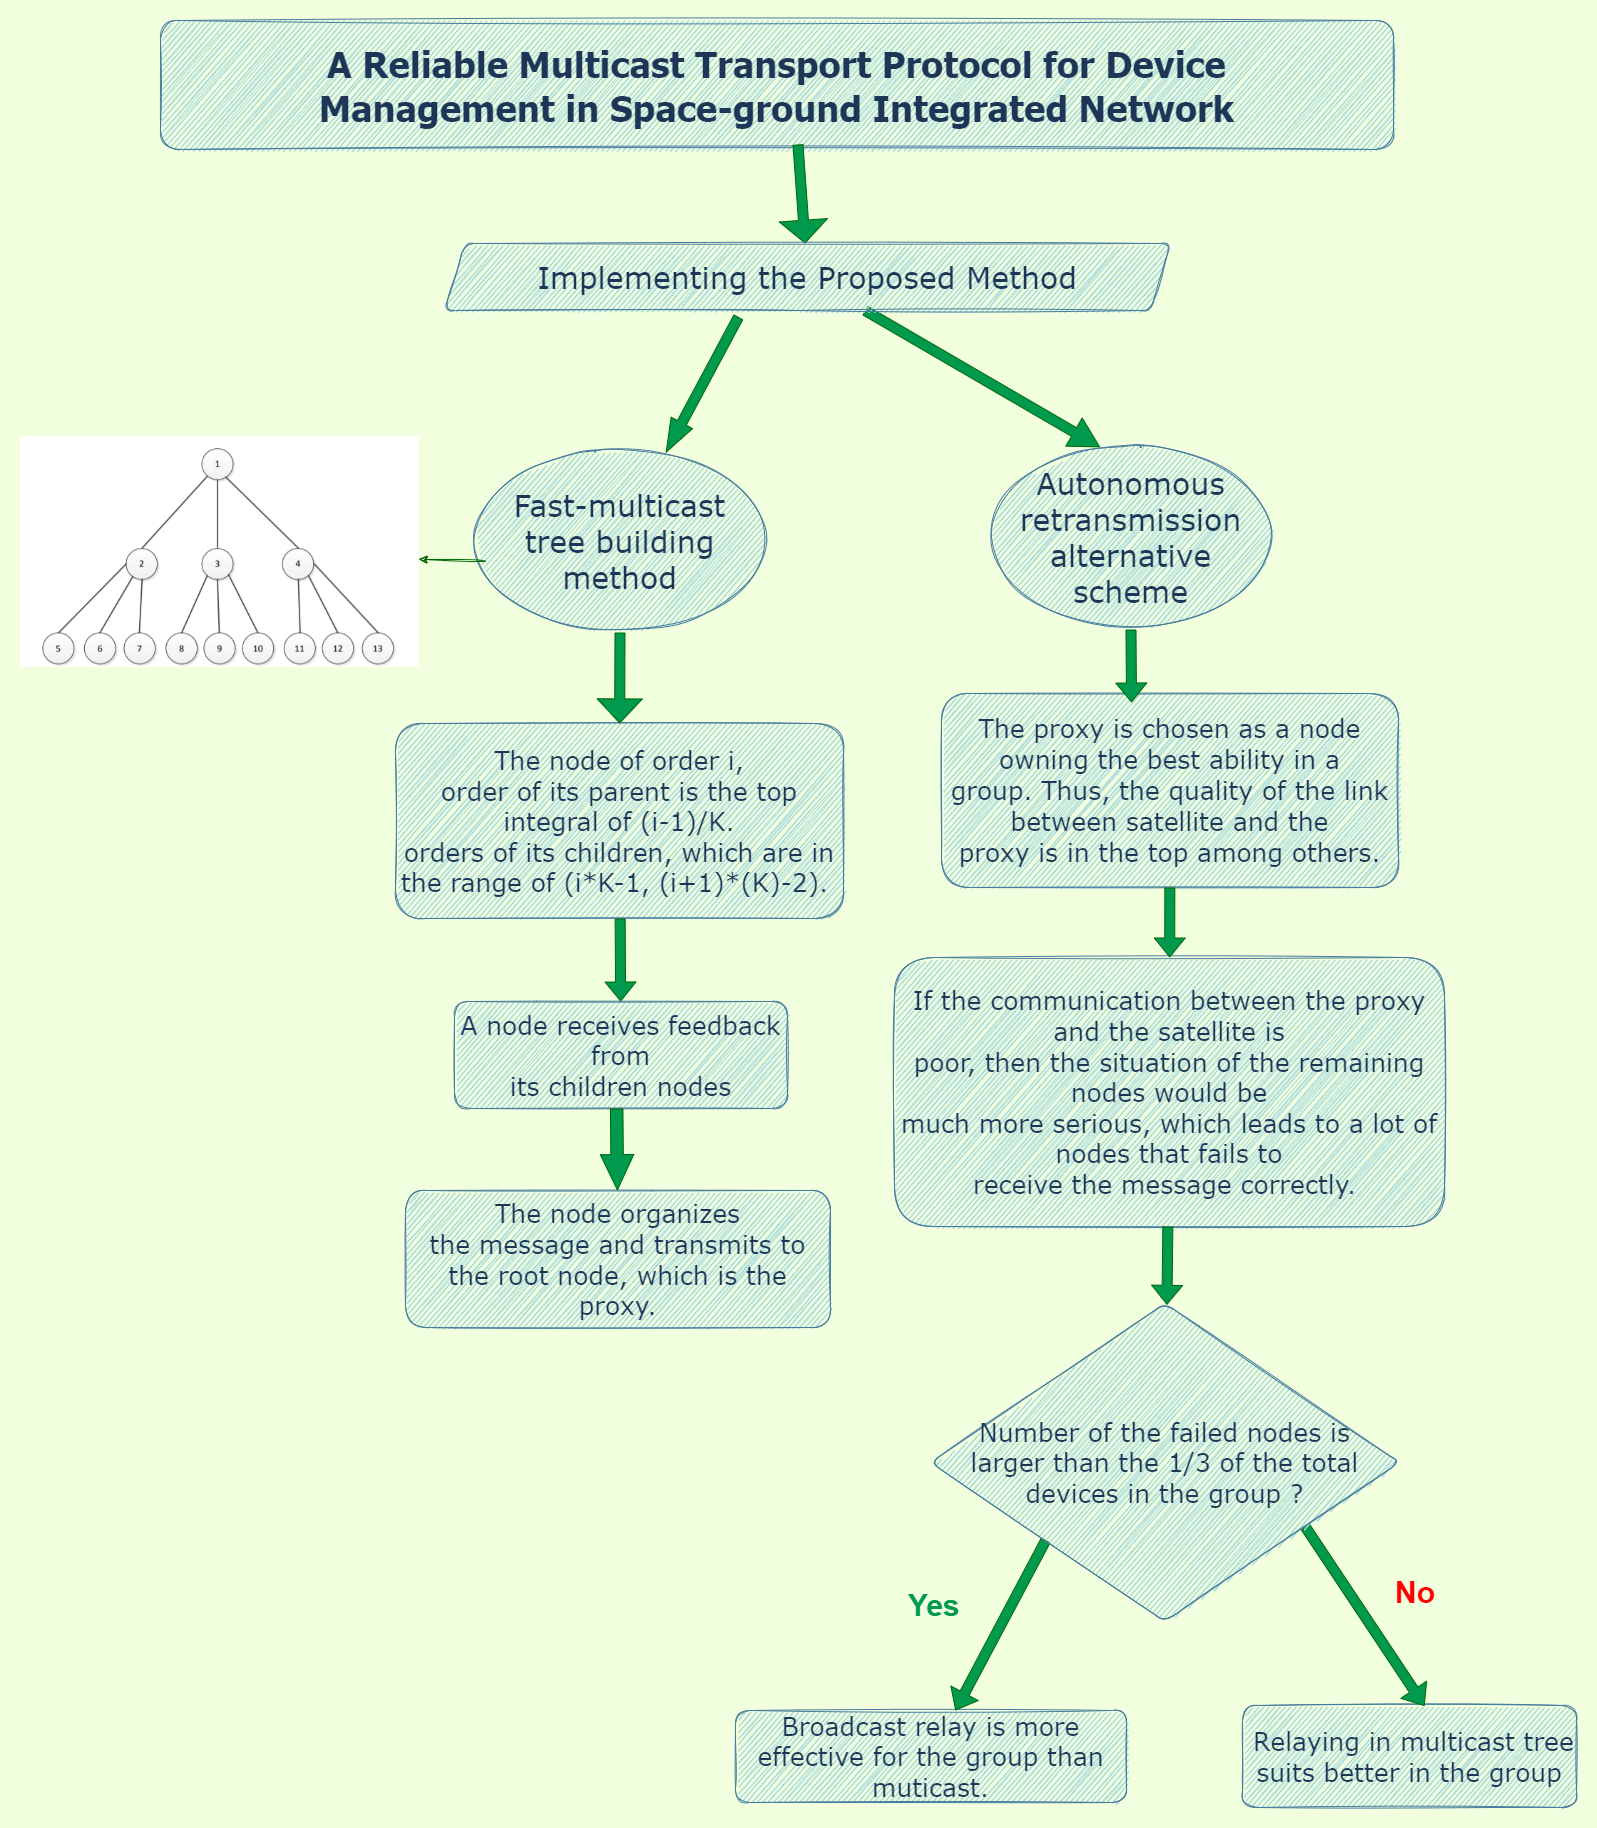 A Reliable Multicast Transport Protocol for Device
Management in Space-ground Integrated Network
Implementing the Proposed Method
1
2
3
4
5
6
7
8
9
10
11
12
13
Fast-multicast
tree building
method
Autonomous
retransmission
alternative
scheme
The node of order i,
order of its parent is the top
integral of (i-1)/K.
orders of its children, which are in
the range of (i*K-1, (i+1)*(K)-2).
A node receives feedback
from
its children nodes
The node organizes
the message and transmits to
the root node, which is the
proxy.
The proxy is chosen as a node
owning the best ability in a
group. Thus, the quality of the link
between satellite and the
proxy is in the top among others.
If the communication between the proxy
and the satellite is
poor, then the situation of the remaining
nodes would be
much more serious, which leads to a lot of
nodes that fails to
receive the message correctly.
Number of the failed nodes is
larger than the 1/3 of the total
devices in the group ?
Yes
No
Broadcast relay is more
effective for the group than
muticast.
Relaying in multicast tree
suits better in the group